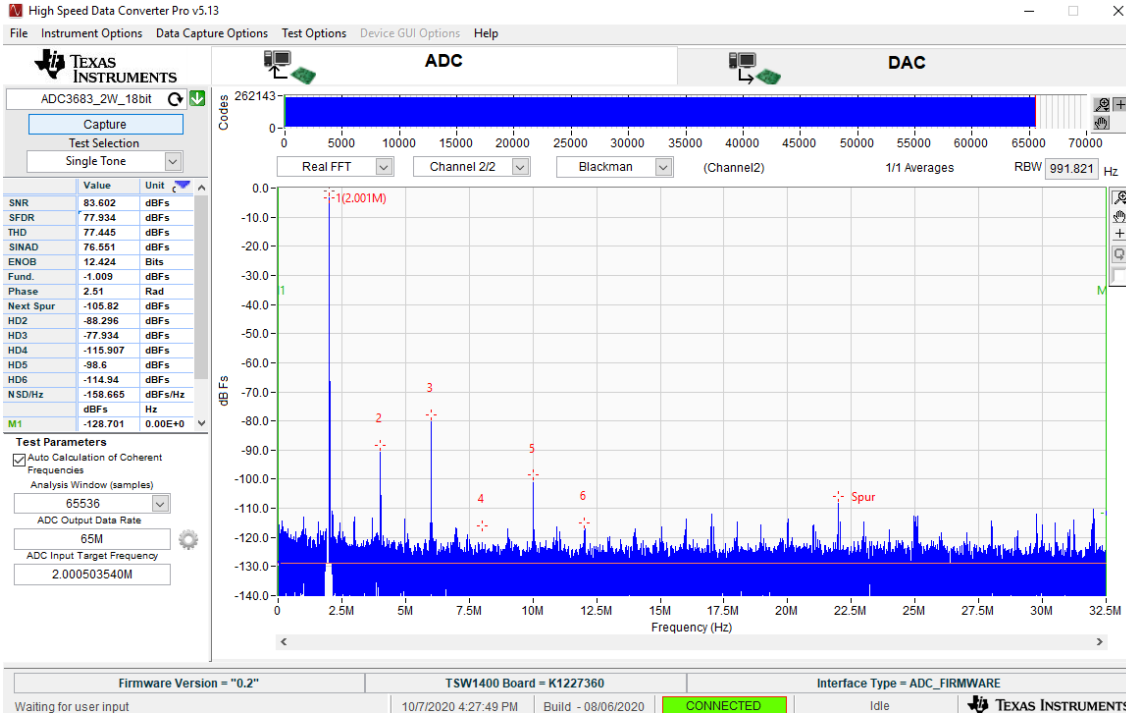 High Speed Data Converter Pro v5.13
File Instrument Options Data Capture Options Test Options Device GUI Options Help
TEXAS INSTRUMENTS
ADC
DAC
ADC3683_2W_18bit
Capture
Test Selection
Single Tone
Value Unit
SNR 83.602 dBFs
SFDR 77.934 dBFs
THD 77.445 dBFs
SINAD 76.551 dBFs
ENOB 12.424 Bits
Fund. -1.009 dBFs
Phase 2.51 Rad
Next Spur -105.82 dBFs
HD2 -88.296 dBFs
HD3 -77.934 dBFs
HD4 -115.907 dBFs
HD5 -98.6 dBFs
HD6 -114.94 dBFs
NSD/Hz -158.665 dBFs/Hz
dBFs Hz
M1 -128.701 0.00E+0
Test Parameters
Auto Calculation of Coherent
Frequencies
Analysis
Window (samples)
65536
ADC Output Data Rate
65M
ADC Input Target Frequency
2.000503540M
Codes
262143
0
0 5000 10000 15000 20000 25000 30000 35000 40000 45000 50000 55000 60000 65000 70000
Real FFT Channel 2/2 Blackman (Channel2) 1/1 Averages RBW 991.821 Hz
dBFs
0.0
-10.0
-20.0
-30.0
-40.0
-50.0
-60.0
-70.0
-80.0
-90.0
-100.0
-110.0
-120.0
-130.0
-140.0
1(2.001M)
1
M
2
3
4
5
6
Spur
0 2.5M 5M 7.5M 10M 12.5M 15M 17.5M 20M 22.5M 25M 27.5M 30M 32.5M
Frequency (Hz)
Firmware Version = "0.2" TSW1400 Board = K1227360 Interface Type = ADC_FIRMWARE
Waiting for user input 10/7/2020 4:27:49 PM Build - 08/06/2020 CONNECTED Idle TEXAS INSTRUMENTS